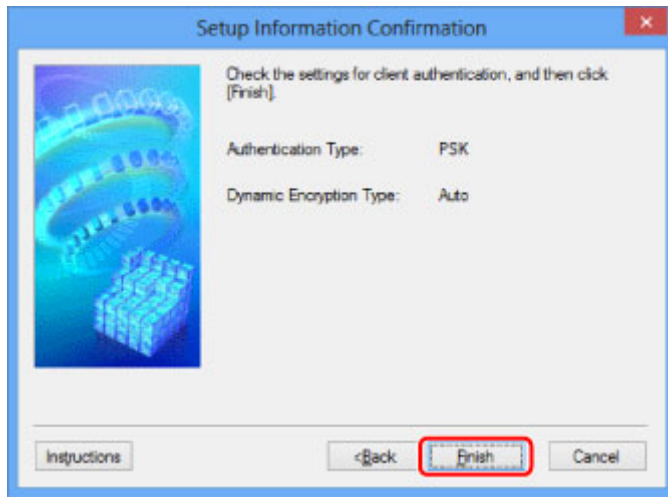 Setup Information Confirmation
Check the settings for client authentication, and then click
[Finish].
Authentication Type: PSK
Dynamic Encryption Type: Auto
Instructions <Back Finish Cancel